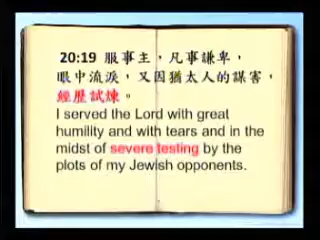 20:19 服事主，凡事謙卑，
眼中流淚，又因猶太人的謀害，
經歷試煉。
I served the Lord with great
humility and with tears and in the
midst of severe testing by the
plots of my Jewish opponents.